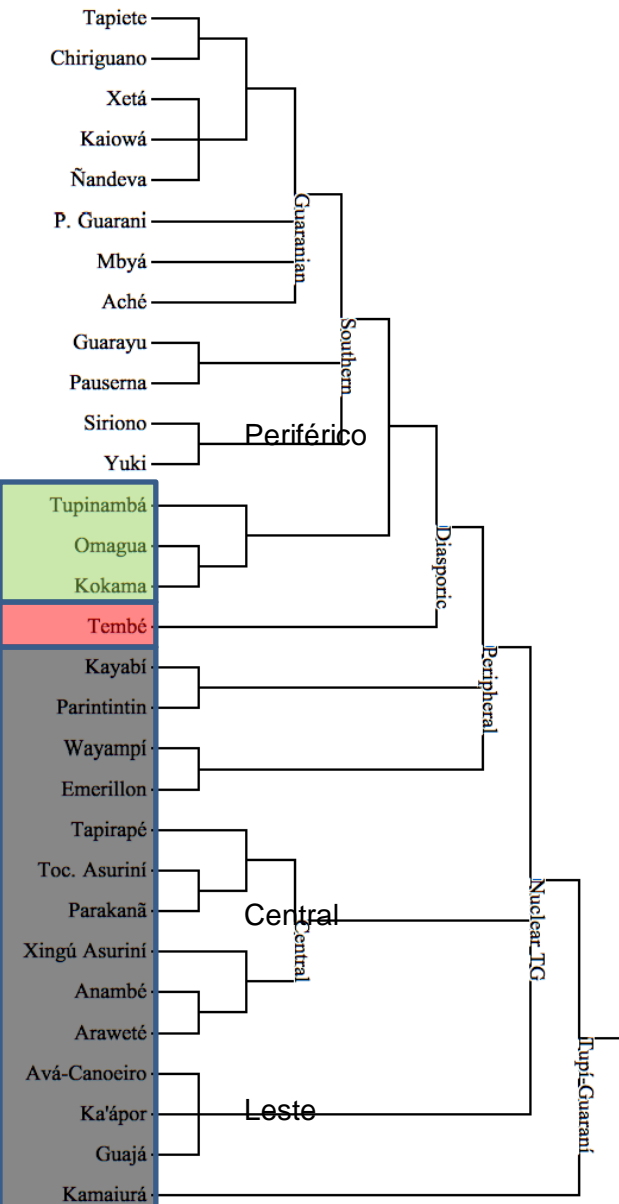 Tapiete
Chiriguano
Xetá
Kaiowá
Ñandeva
P. Guarani
Mbyá
Aché
Guaranian
Guarayu
Pauserna
Southern
Siriono
Periférico
Yuki
Tupinambá
Omagua
Kokama
Diasporic
Tembé
Kayabí
Peripheral
Parintintin
Wayampí
Emerillon
Tapirapé
Toc. Asuriní
Parakanã
Central
Central
Nuclear_TG
Xingú Asuriní
Anambé
Araweté
Avá-Canoeiro
Tupí-Guaraní
Ka'ápor
Leste
Guajá
Kamaiurá